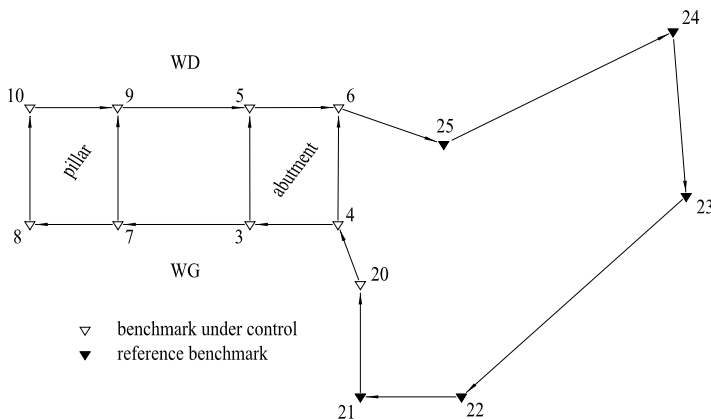 24
WD
10
9
5
6
25
pillar
abutment
23
8
7
3
4
WG
20
benchmark under control
reference benchmark
21
22